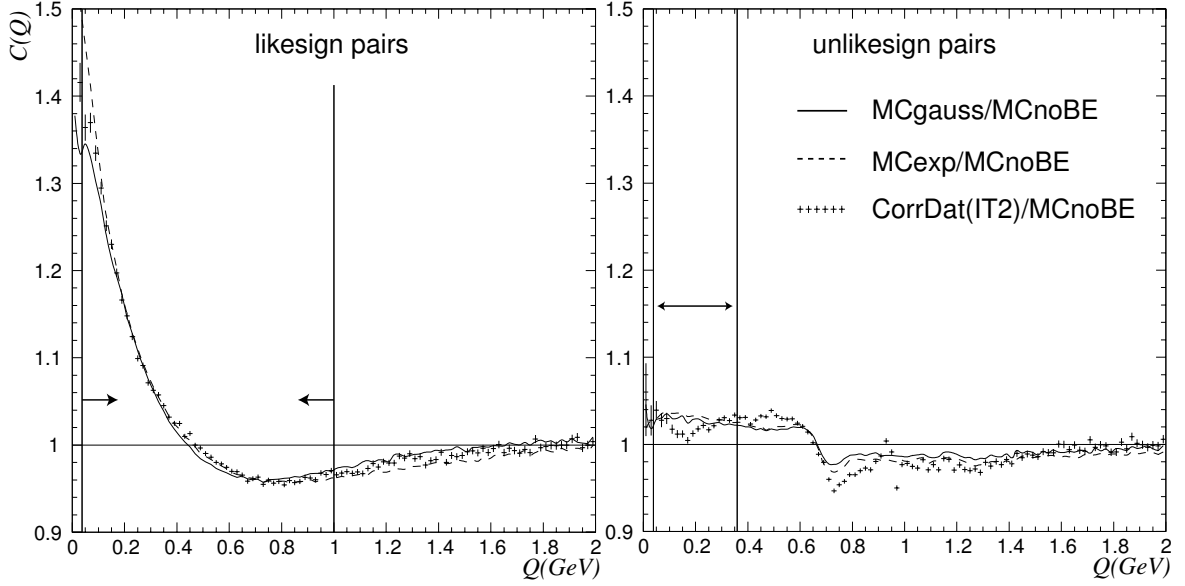 C(Q)
likesign pairs
1.5
1.4
1.3
1.2
1.1
1
0.9
0 0.2 0.4 0.6 0.8 1 1.2 1.4 1.6 1.8 2
Q(GeV)
unlikesign pairs
MCgauss/MCnoBE
MCexp/MCnoBE
CorrDat(IT2)/MCnoBE
1.5
1.4
1.3
1.2
1.1
1
0.9
0 0.2 0.4 0.6 0.8 1 1.2 1.4 1.6 1.8 2
Q(GeV)